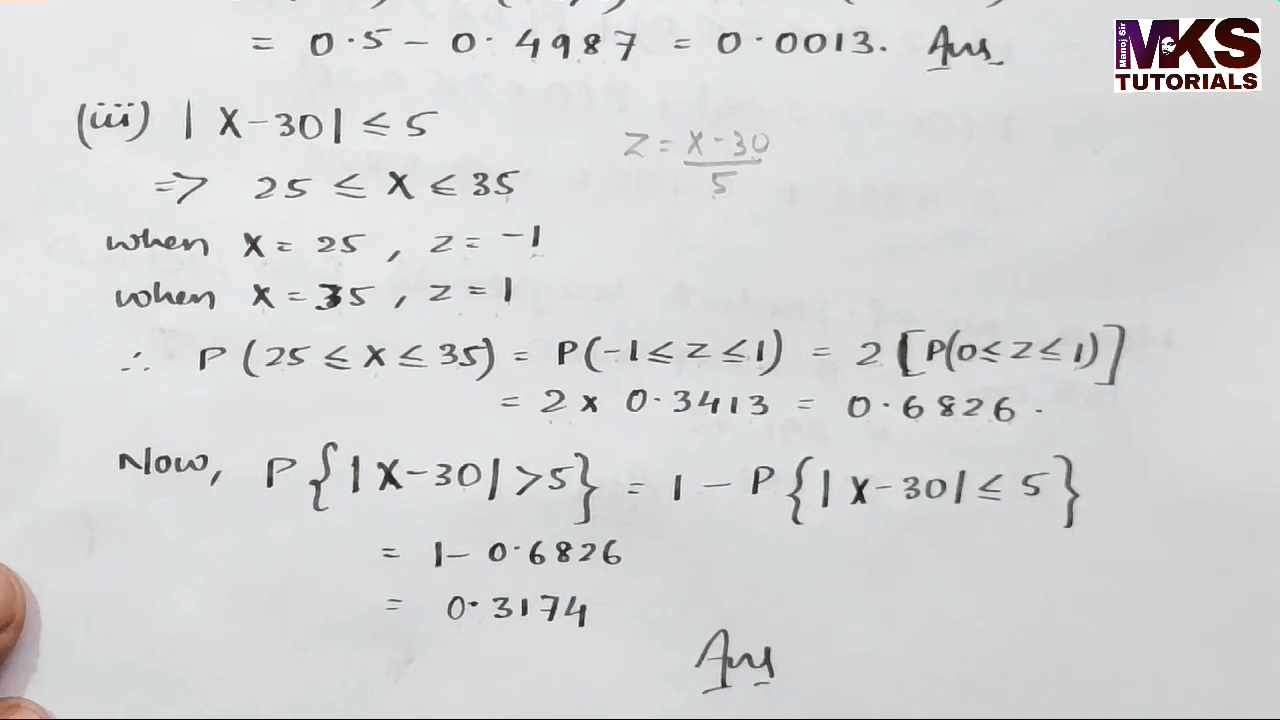 = 0.5 - 0.4987 = 0.0013. Ans
Manoj Sir
MKS
TUTORIALS
(iii) | X-30| ≤ 5
Z = X-30
5
=> 25 ≤ X ≤ 35
when X = 25, z = -1
when X = 35, z = 1
∴ P(25 ≤ X ≤ 35) = P(-1 ≤ z ≤ 1) = 2 [P(0 ≤ z ≤ 1)]
= 2 x 0.3413 = 0.6826.
Now, P{|X-30| > 5} = 1 - P{|X-30| ≤ 5}
= 1 - 0.6826
= 0.3174
Ans